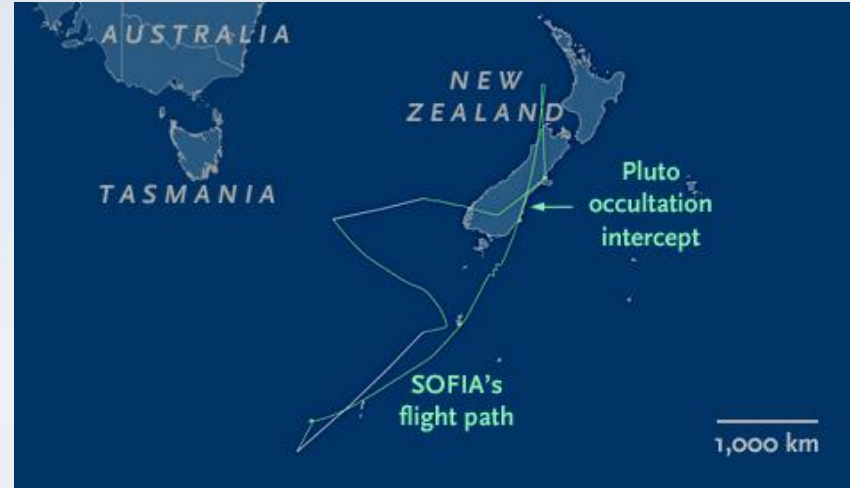 AUSTRALIA
NEW
ZEALAND
TASMANIA
Pluto
occultation
intercept
SOFIA's
flight path
1,000 km